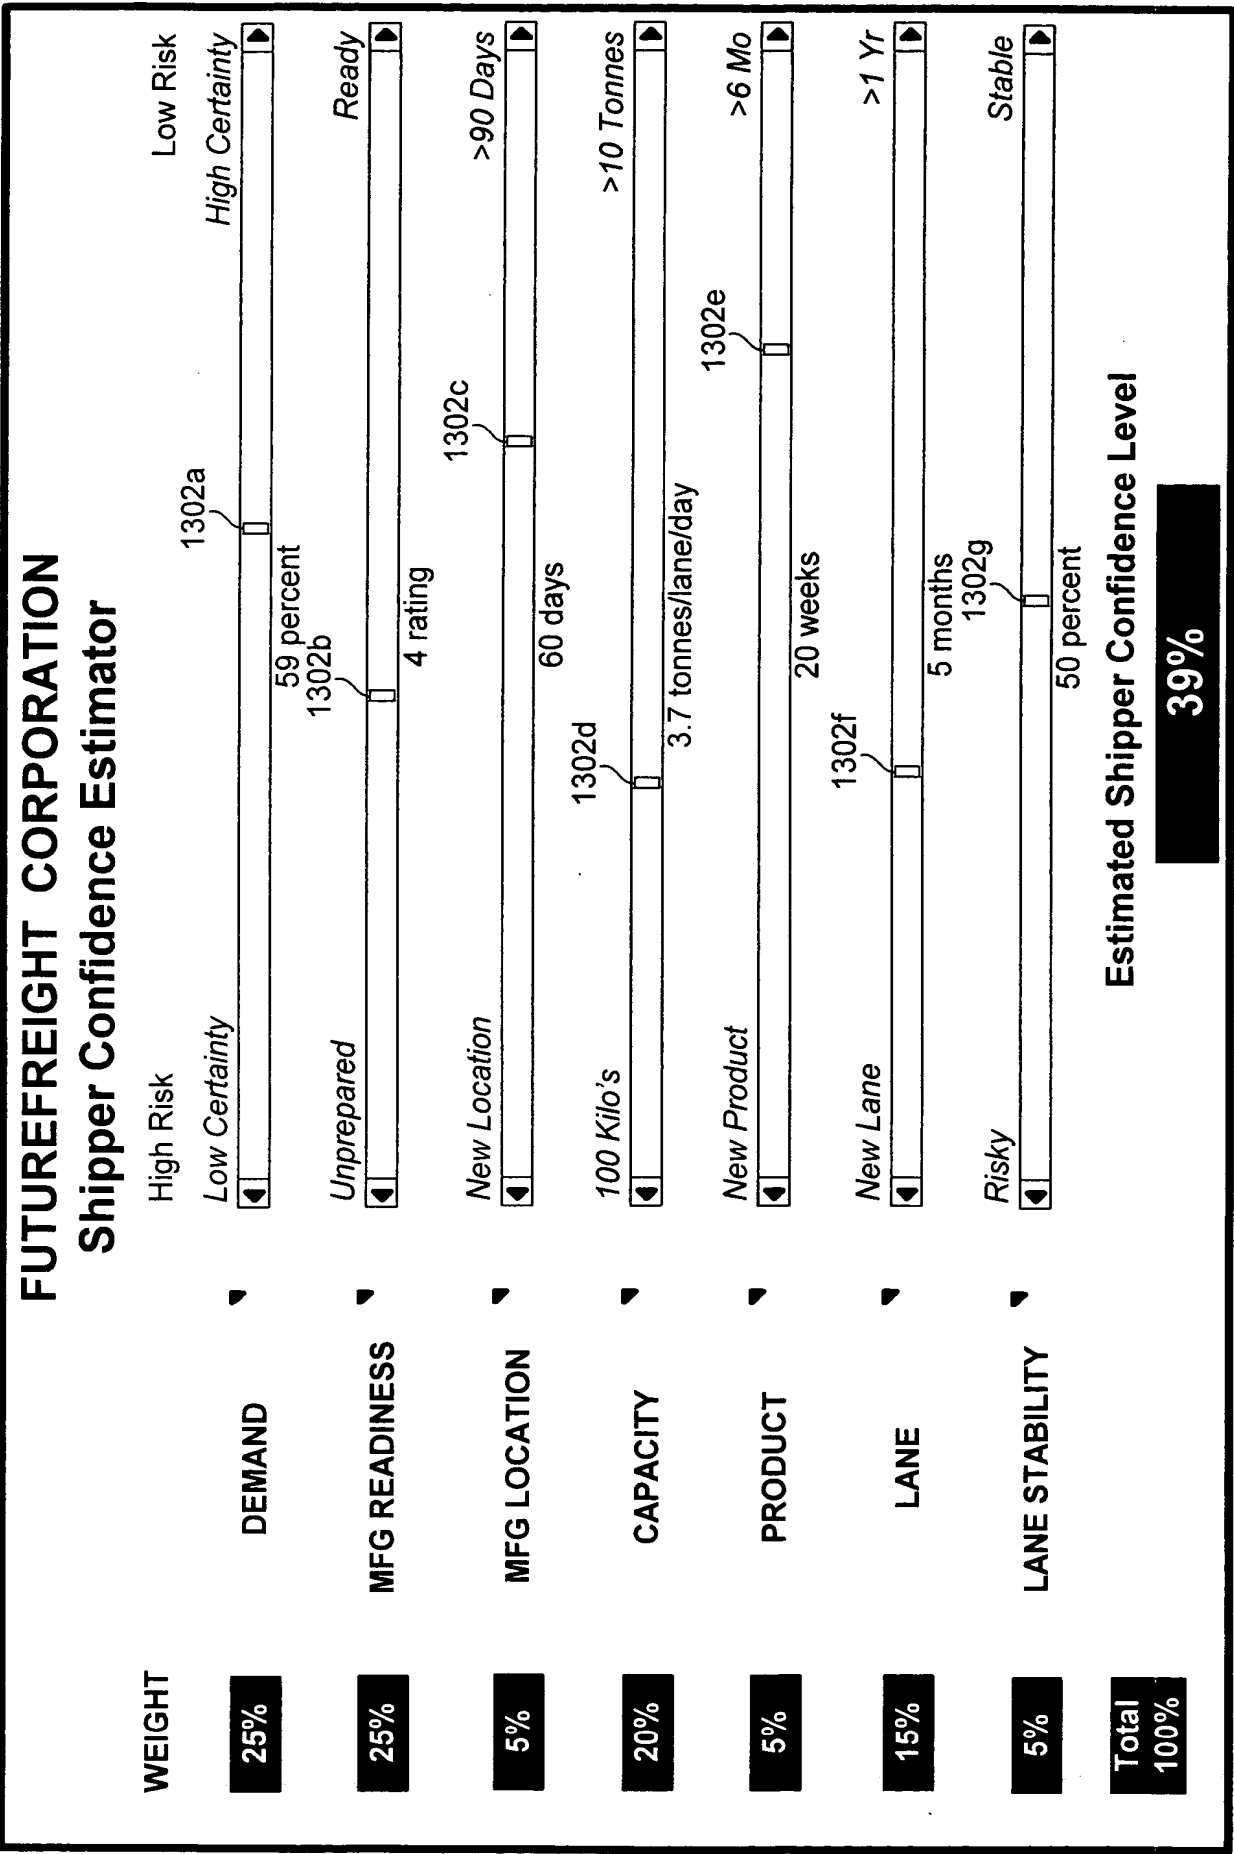 FUTUREFREIGHT CORPORATION
Shipper Confidence Estimator
WEIGHT
High Risk
Low Risk
25%
DEMAND
Low Certainty
High Certainty
1302a
59 percent
25%
MFG READINESS
Unprepared
Ready
1302b
4 rating
5%
MFG LOCATION
New Location
>90 Days
1302c
60 days
20%
CAPACITY
100 Kilo's
>10 Tonnes
1302d
3.7 tonnes/lane/day
5%
PRODUCT
New Product
>6 Mo
1302e
20 weeks
15%
LANE
New Lane
>1 Yr
1302f
5 months
5%
LANE STABILITY
Risky
Stable
1302g
50 percent
Total
100%
Estimated Shipper Confidence Level
39%